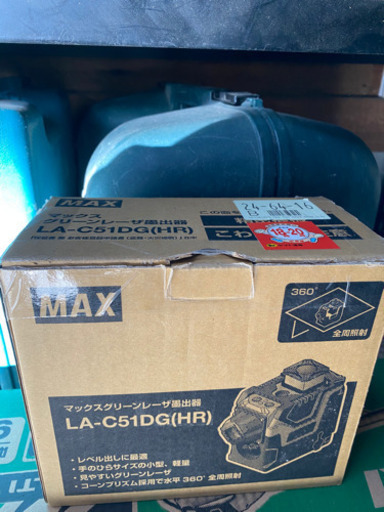 24-64-16
B
MAX
マックス
グリーンレーザ墨出器
LA-C51DG(HR)
MAX
360°
全周照射
マックスグリーンレーザ墨出器
LA-C51DG(HR)
・レベル出しに最適
・手のひらサイズの小型、軽量
・見やすいグリーンレーザ
・コーンプリズム採用で水平360°全周照射